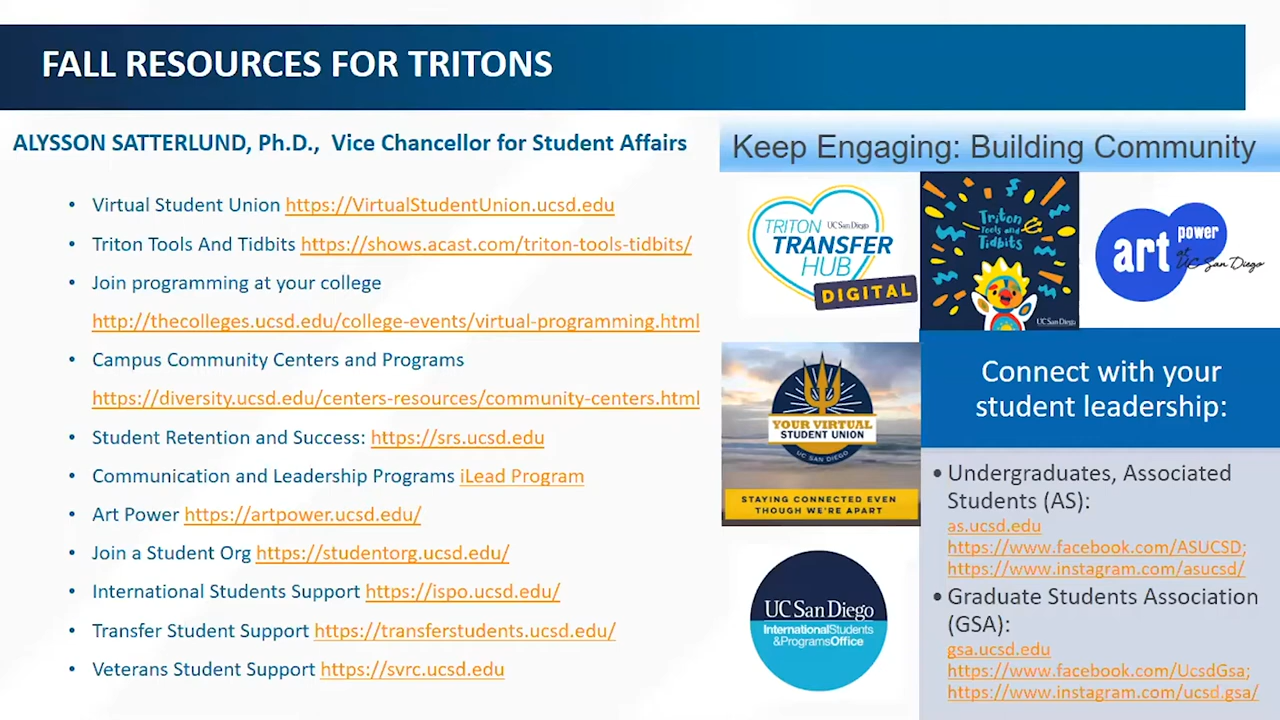 FALL RESOURCES FOR TRITONS
ALYSSON SATTERLUND, Ph.D., Vice Chancellor for Student Affairs
• Virtual Student Union https://VirtualStudentUnion.ucsd.edu
• Triton Tools And Tidbits https://shows.acast.com/triton-tools-tidbits/
• Join programming at your college
http://thecolleges.ucsd.edu/college-events/virtual-programming.html
• Campus Community Centers and Programs
https://diversity.ucsd.edu/centers-resources/community-centers.html
• Student Retention and Success: https://srs.ucsd.edu
• Communication and Leadership Programs iLead Program
• Art Power https://artpower.ucsd.edu/
• Join a Student Org https://studentorg.ucsd.edu/
• International Students Support https://ispo.ucsd.edu/
• Transfer Student Support https://transferstudents.ucsd.edu/
• Veterans Student Support https://svrc.ucsd.edu
Keep Engaging: Building Community
UC San Diego
TRITON
TRANSFER
HUB
DIGITAL
Triton
Tools and
Tidbits
UC San Diego
art power
at
UC San Diego
YOUR VIRTUAL
STUDENT UNION
UC SAN DIEGO
STAYING CONNECTED EVEN
THOUGH WE'RE APART
UC San Diego
InternationalStudents
&ProgramsOffice
Connect with your
student leadership:
• Undergraduates, Associated
Students (AS):
as.ucsd.edu
https://www.facebook.com/ASUCSD;
https://www.instagram.com/asucsd/
• Graduate Students Association
(GSA):
gsa.ucsd.edu
https://www.facebook.com/UcsdGsa;
https://www.instagram.com/ucsd.gsa/